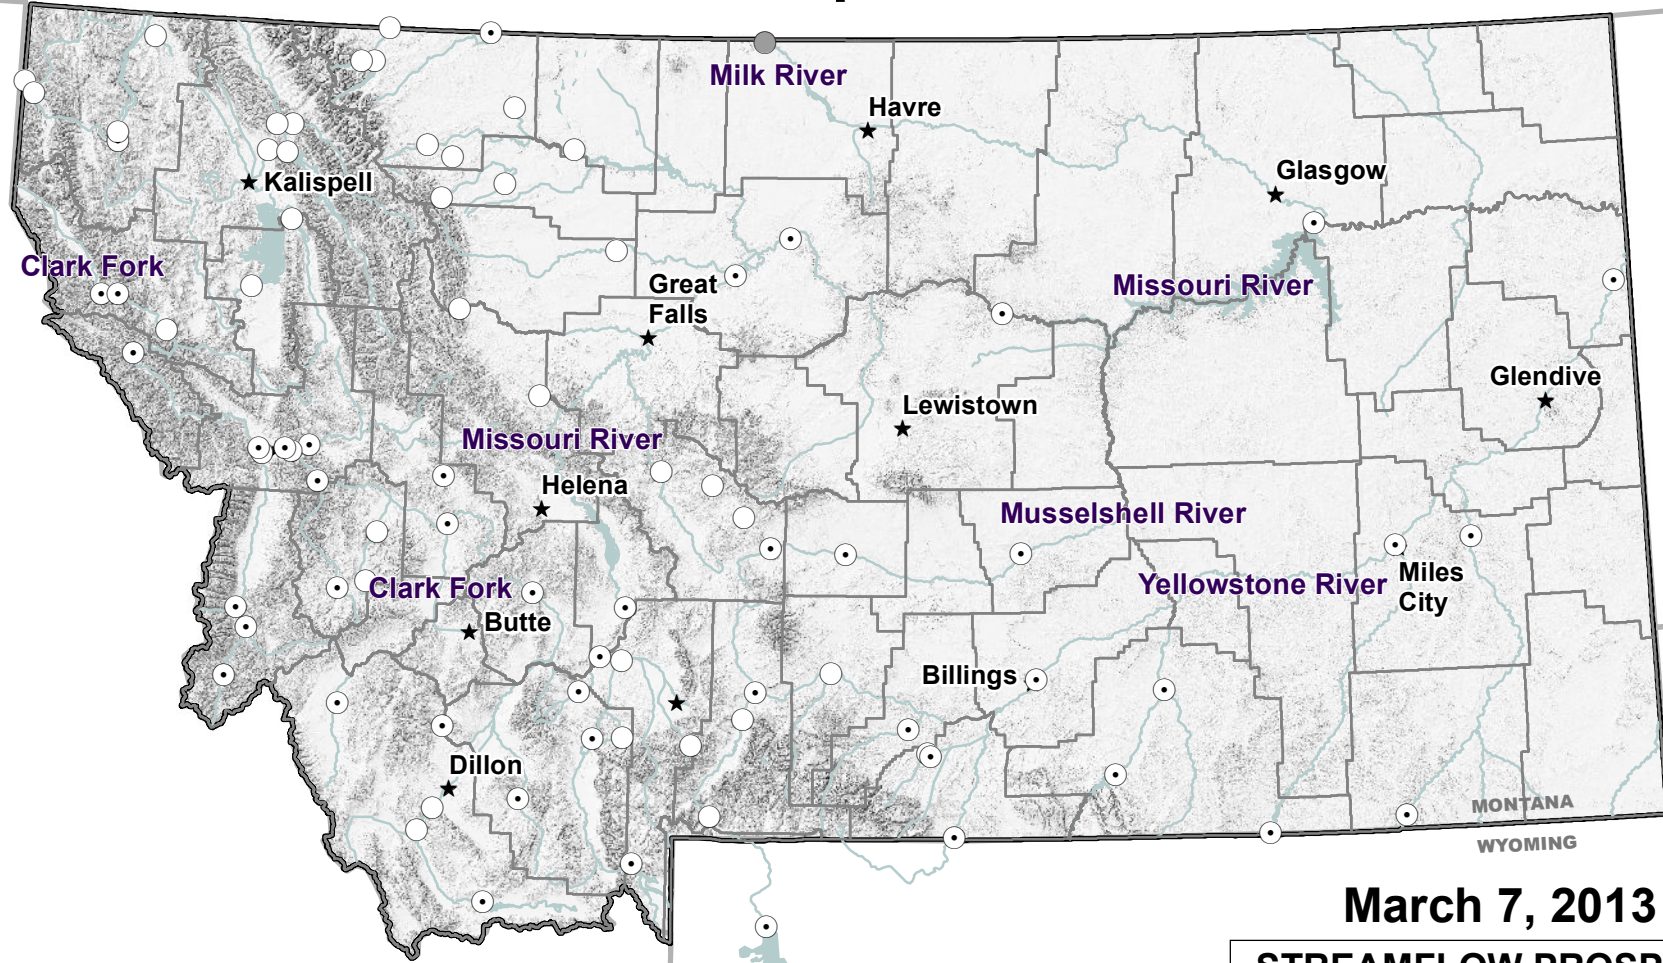 Milk River
Havre
Glasgow
Kalispell
Clark Fork
Great
Falls
Missouri River
Glendive
Lewistown
Missouri River
Helena
Musselshell River
Clark Fork
Yellowstone River
Miles
City
Butte
Billings
Dillon
MONTANA
WYOMING
March 7, 2013